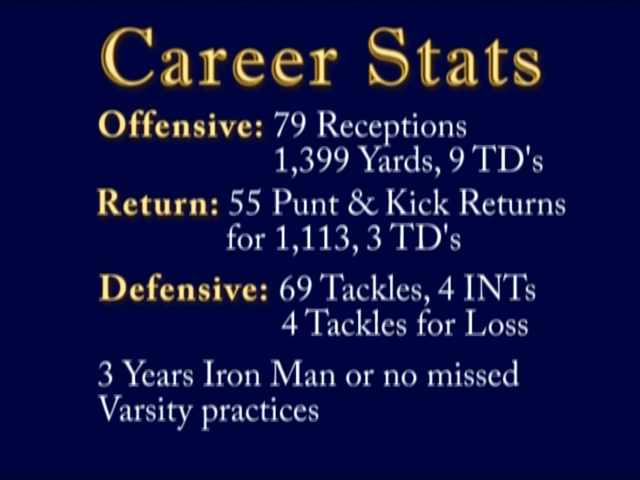 Career Stats
Offensive: 79 Receptions
1,399 Yards, 9 TD's
Return: 55 Punt & Kick Returns
for 1,113, 3 TD's
Defensive: 69 Tackles, 4 INTs
4 Tackles for Loss
3 Years Iron Man or no missed
Varsity practices